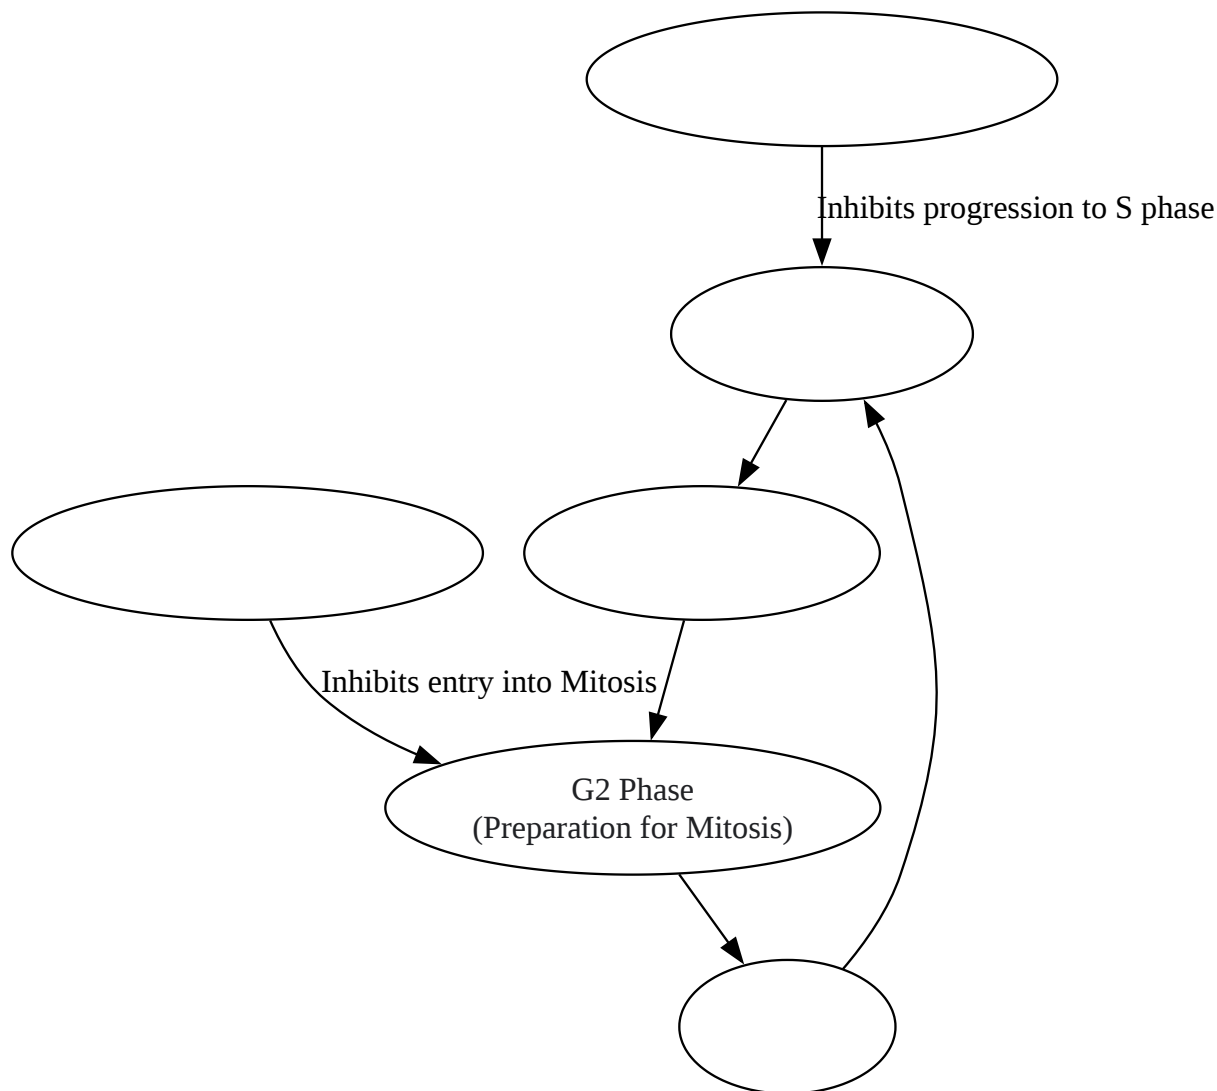 Inhibits progression to S phase
Inhibits entry into Mitosis
G2 Phase
(Preparation for Mitosis)